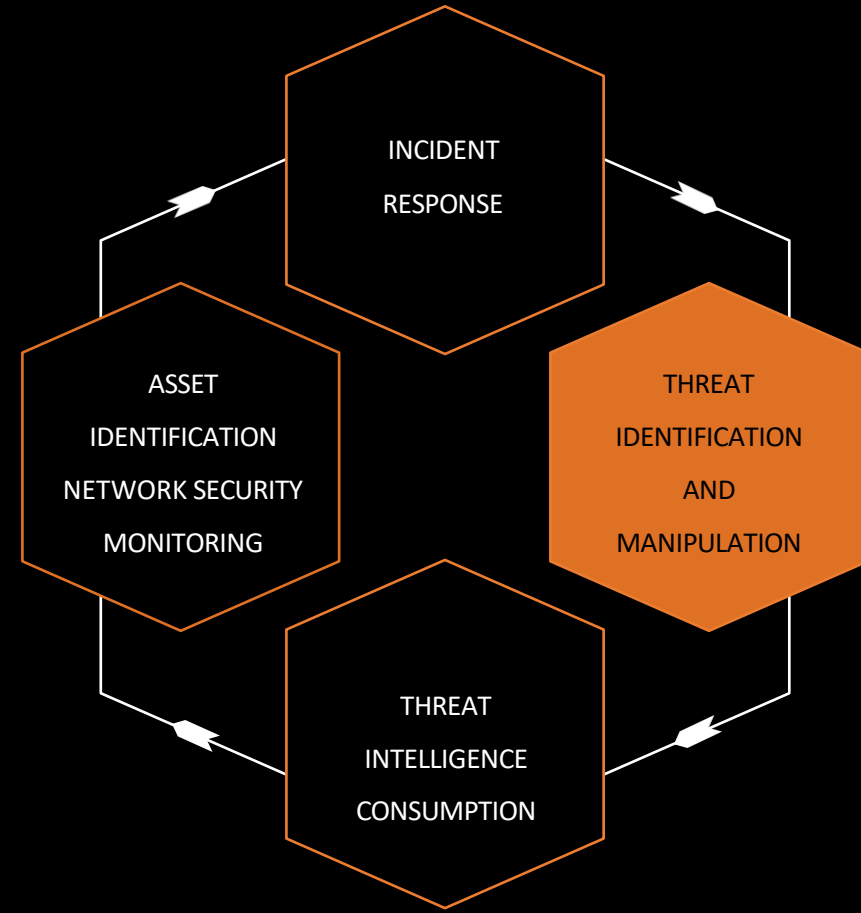 INCIDENT
RESPONSE
ASSET
IDENTIFICATION
NETWORK SECURITY
MONITORING
THREAT
IDENTIFICATION
AND
MANIPULATION
THREAT
INTELLIGENCE
CONSUMPTION